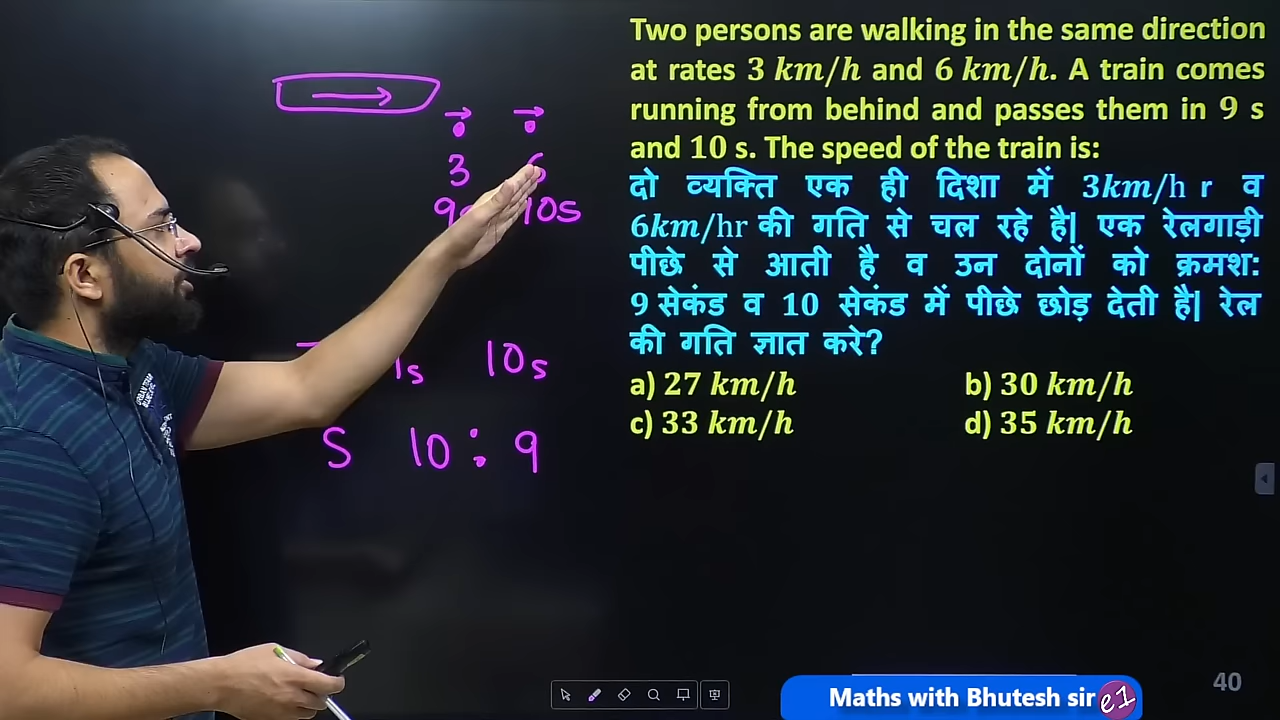 Two persons are walking in the same direction
at rates 3 km/h and 6 km/h. A train comes
running from behind and passes them in 9 s
and 10 s. The speed of the train is:
दो व्यक्ति एक ही दिशा में 3km/h r व
6km/hr की गति से चल रहे है| एक रेलगाड़ी
पीछे से आती है व उन दोनों को क्रमश:
9 सेकंड व 10 सेकंड में पीछे छोड़ देती है| रेल
की गति ज्ञात करे?
a) 27 km/h b) 30 km/h
c) 33 km/h d) 35 km/h
3 6
10s
10s
S 10 : 9
Maths with Bhutesh sir e1
40